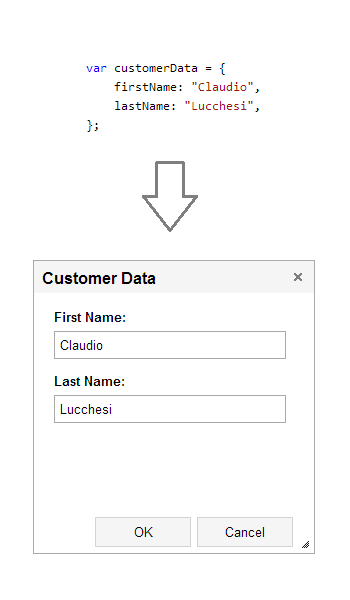 var customerData = {
firstName: "Claudio",
lastName: "Lucchesi",
};
Customer Data ×
First Name:
Claudio
Last Name:
Lucchesi
OK Cancel